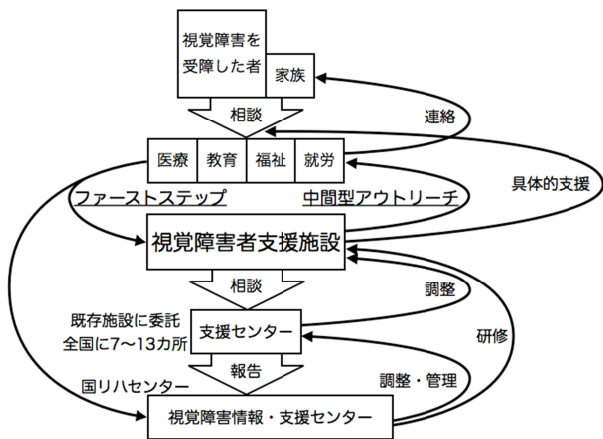 視覚障害を
受障した者
家族
相談
連絡
医療
教育
福祉
就労
具体的支援
ファーストステップ
中間型アウトリーチ
視覚障害者支援施設
相談
調整
既存施設に委託
全国に7〜13カ所
支援センター
研修
報告
調整・管理
国リハセンター
視覚障害情報・支援センター